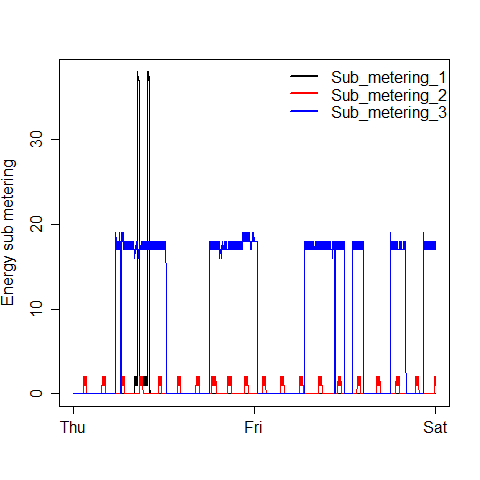 Sub_metering_1
Sub_metering_2
Sub_metering_3
Energy sub metering
30
20
10
0
Thu Fri Sat